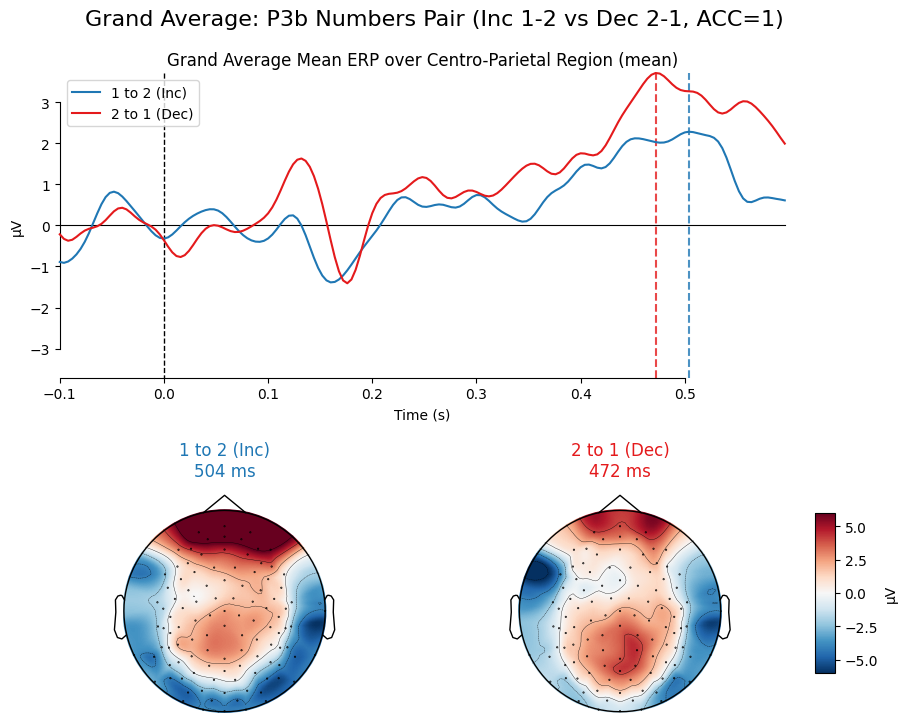 Grand Average: P3b Numbers Pair (Inc 1-2 vs Dec 2-1, ACC=1)
Grand Average Mean ERP over Centro-Parietal Region (mean)
1 to 2 (Inc)
2 to 1 (Dec)
3
2
1
0
−1
−2
−3
µV
−0.1
0.0
0.1
0.2
0.3
0.4
0.5
Time (s)
1 to 2 (Inc)
504 ms
2 to 1 (Dec)
472 ms
5.0
2.5
0.0
−2.5
−5.0
µV